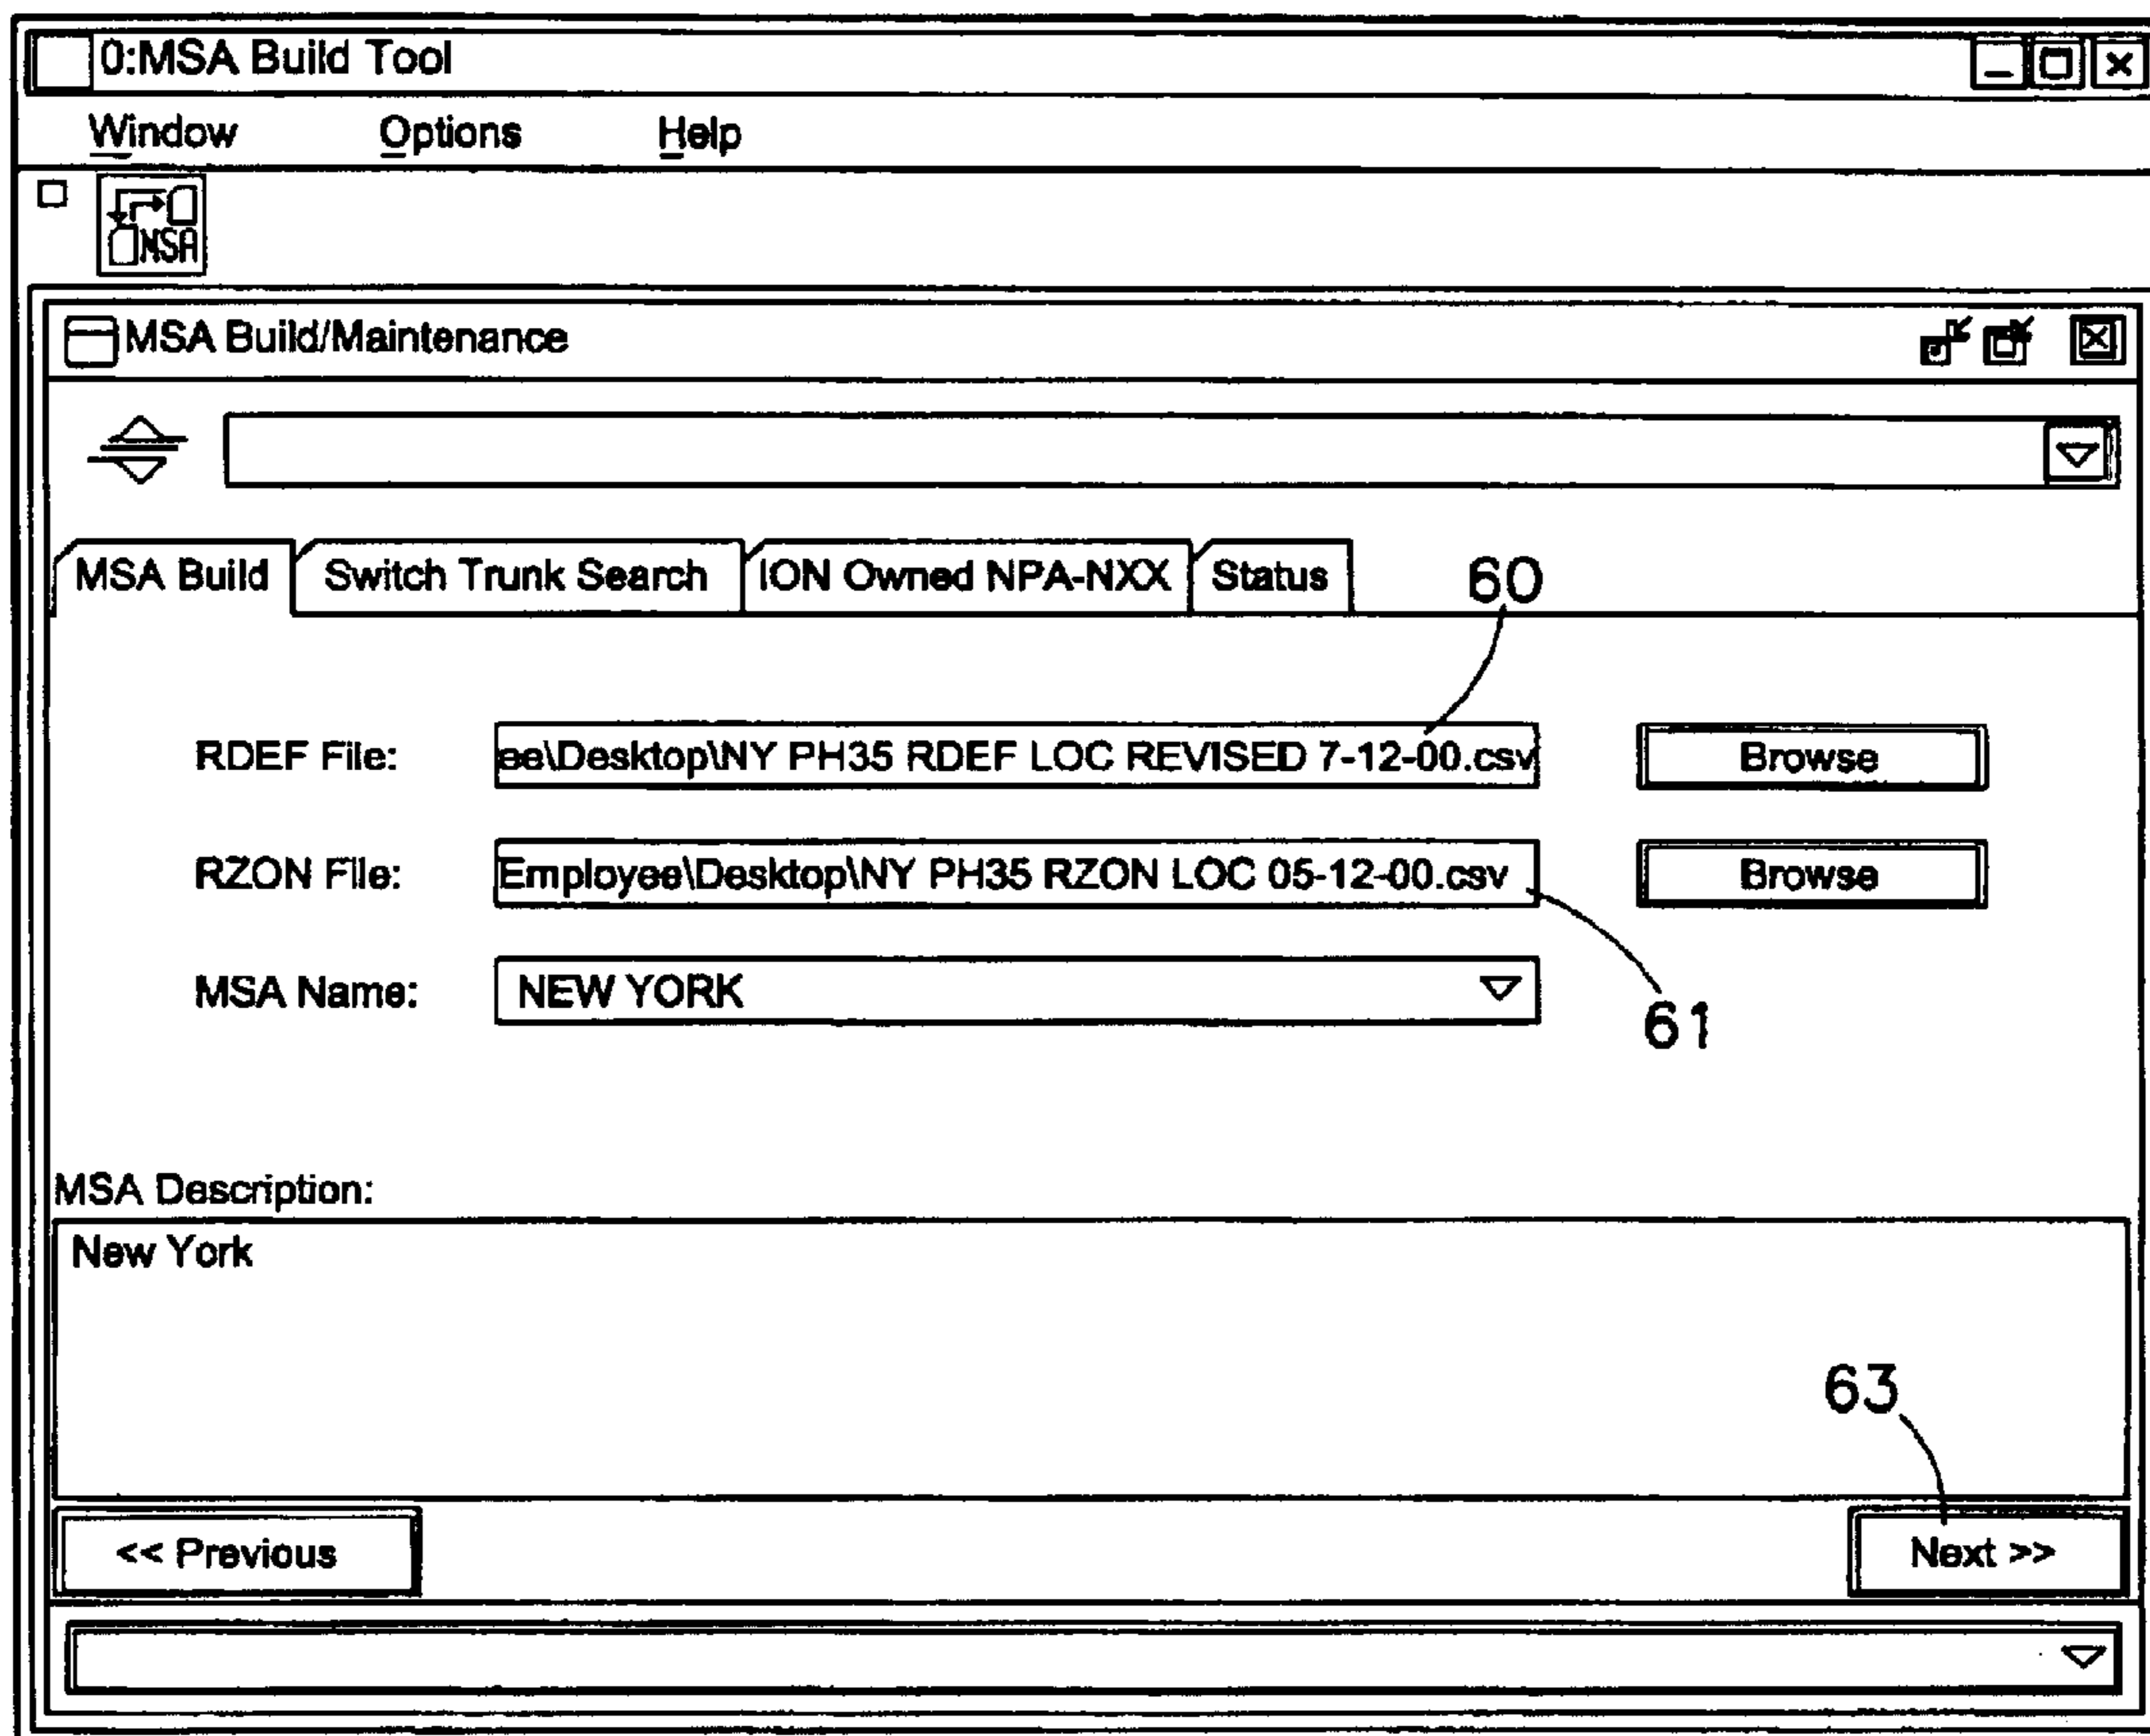 0:MSA Build Tool
Window Options Help
NSA
MSA Build/Maintenance
MSA Build Switch Trunk Search ION Owned NPA-NXX Status
60
RDEF File: ee\Desktop\NY PH35 RDEF LOC REVISED 7-12-00.csv Browse
RZON File: Employee\Desktop\NY PH35 RZON LOC 05-12-00.csv Browse
MSA Name: NEW YORK
61
MSA Description:
New York
63
<< Previous Next >>